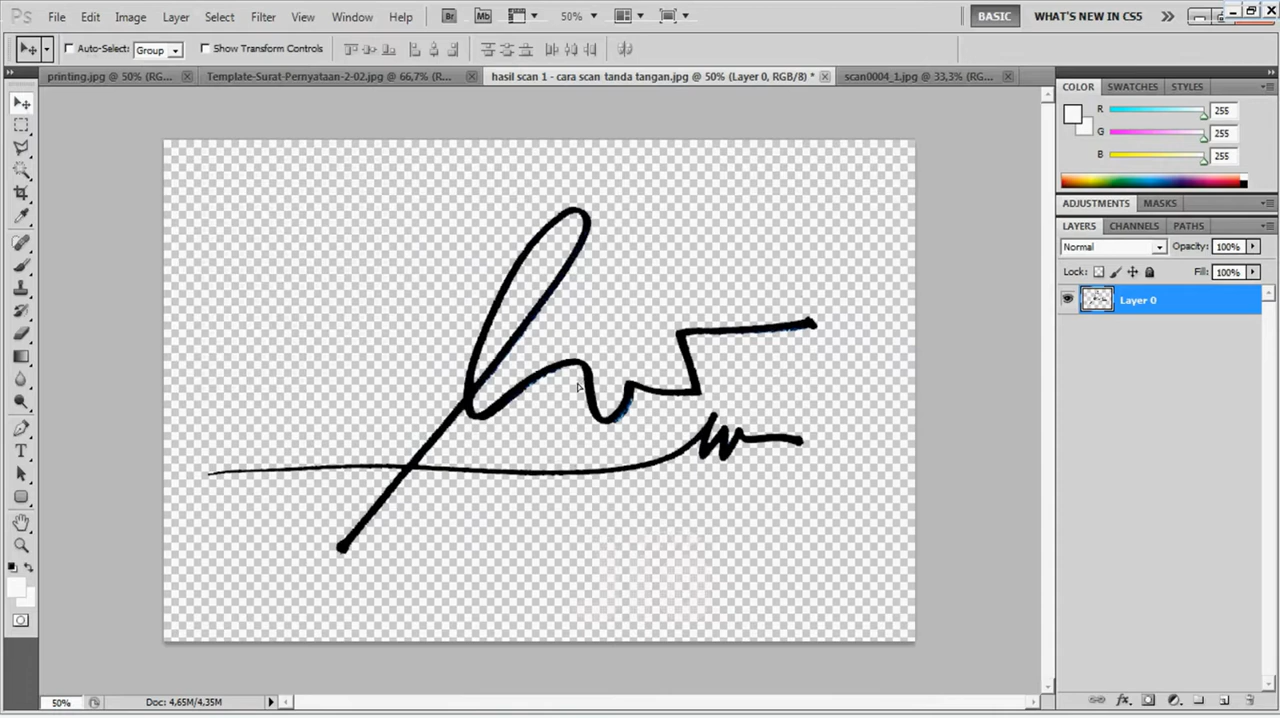 Ps File Edit Image Layer Select Filter View Window Help Br Mb 50% BASIC WHAT'S NEW IN CS5
Auto-Select: Group Show Transform Controls
printing.jpg @ 50% (RG... Template-Surat-Pernyataan-2-02.jpg @ 66,7% (R... hasil scan 1 - cara scan tanda tangan.jpg @ 50% (Layer 0, RGB/8) * scan0004_1.jpg @ 33,3% (RG...
COLOR SWATCHES STYLES
R 255
G 255
B 255
ADJUSTMENTS MASKS
LAYERS CHANNELS PATHS
Normal Opacity: 100%
Lock: Fill: 100%
Layer 0
50% Doc: 4,65M/4,35M